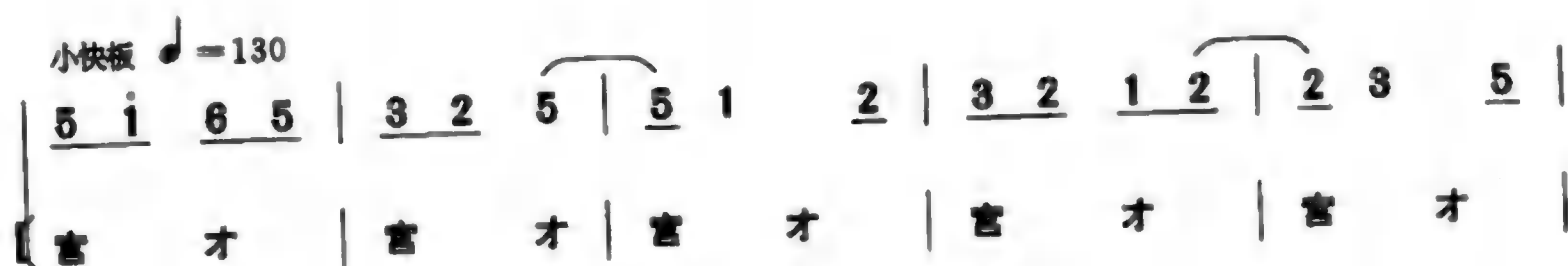 小快板 ♩=130
5 i̇ 6 5 | 3 2 5 | 5 1 2 | 3 2 1 2 | 2 3 5 |
宫 才 | 宫 才 | 宫 才 | 宫 才 | 宫 才 |